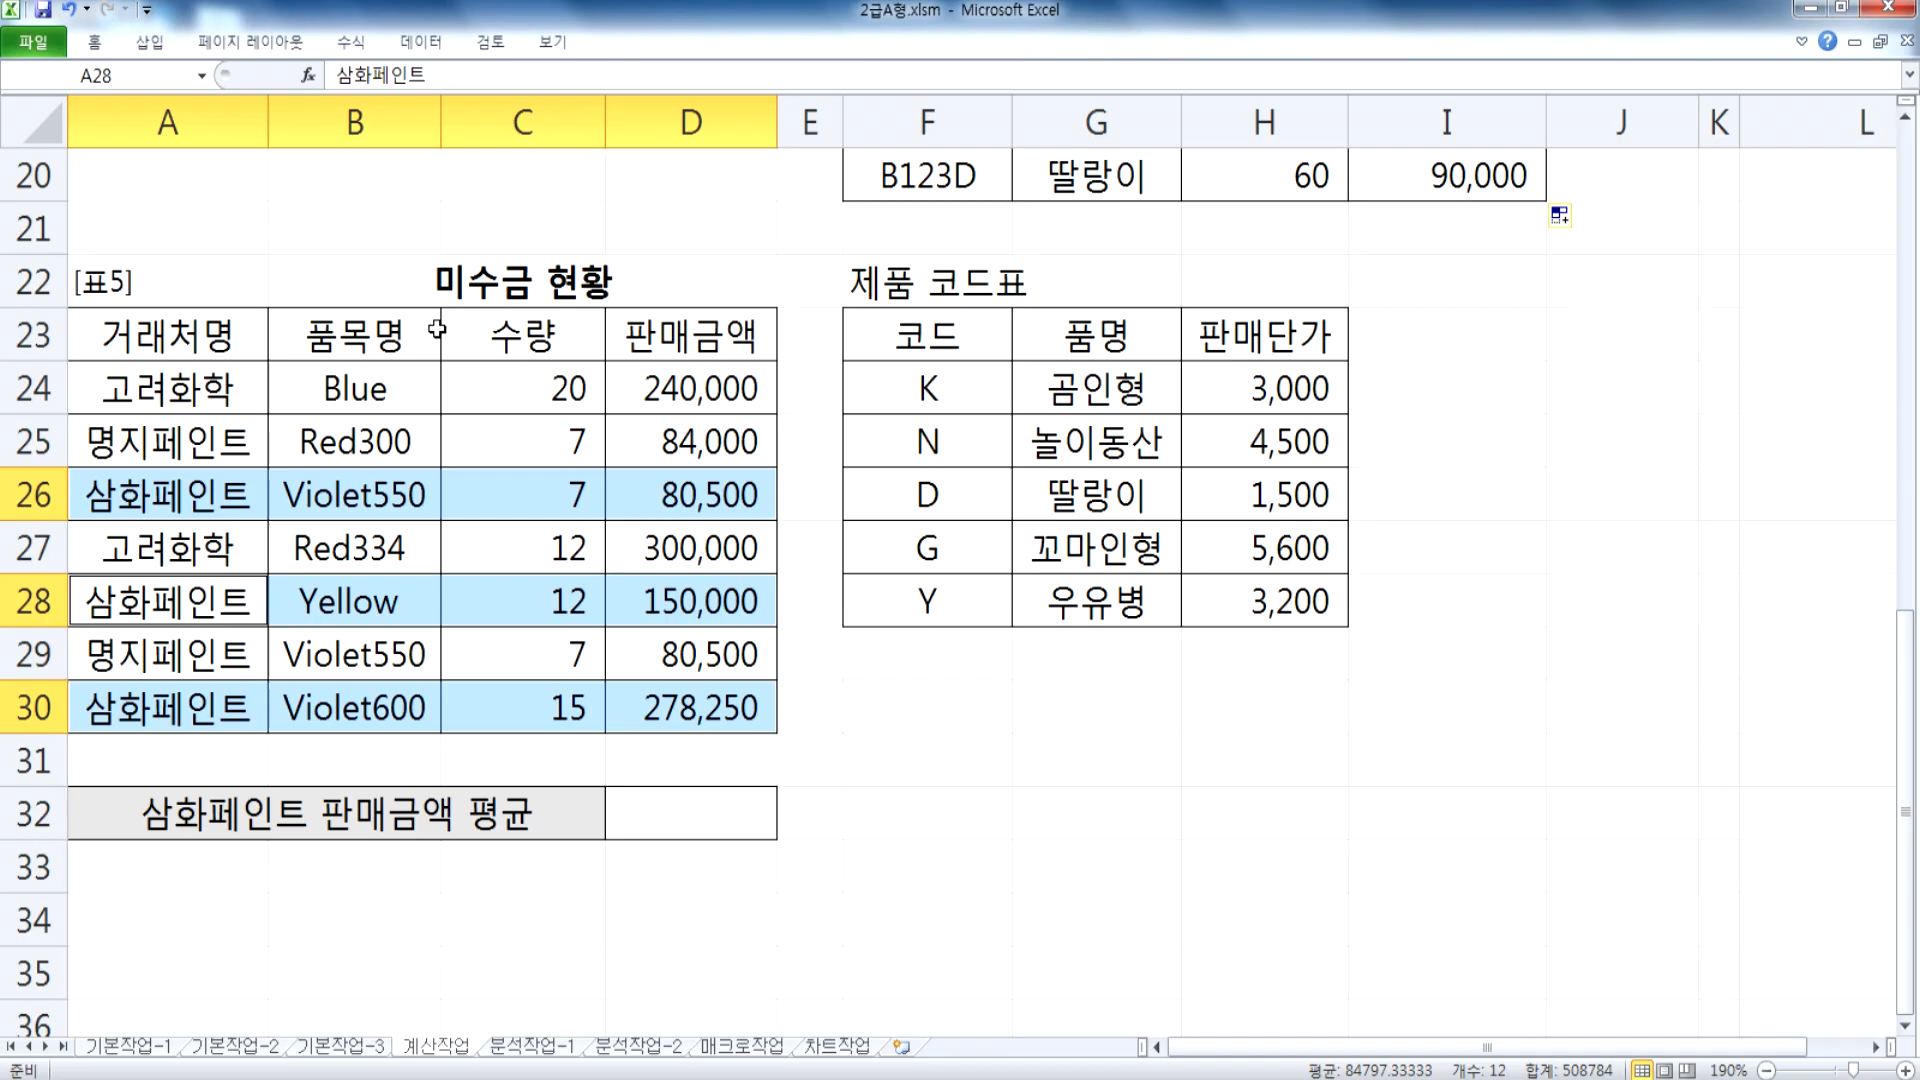 2급A형.xlsm - Microsoft Excel
파일 홈 삽입 페이지 레이아웃 수식 데이터 검토 보기
A28 fx 삼화페인트
A B C D E F G H I J K L
20 B123D 딸랑이 60 90,000
21
22 [표5] 미수금 현황 제품 코드표
23 거래처명 품목명 수량 판매금액 코드 품명 판매단가
24 고려화학 Blue 20 240,000 K 곰인형 3,000
25 명지페인트 Red300 7 84,000 N 놀이동산 4,500
26 삼화페인트 Violet550 7 80,500 D 딸랑이 1,500
27 고려화학 Red334 12 300,000 G 꼬마인형 5,600
28 삼화페인트 Yellow 12 150,000 Y 우유병 3,200
29 명지페인트 Violet550 7 80,500
30 삼화페인트 Violet600 15 278,250
31
32 삼화페인트 판매금액 평균
33
34
35
36
기본작업-1 기본작업-2 기본작업-3 계산작업 분석작업-1 분석작업-2 매크로작업 차트작업
준비 평균: 84797.33333 개수: 12 합계: 508784 190%